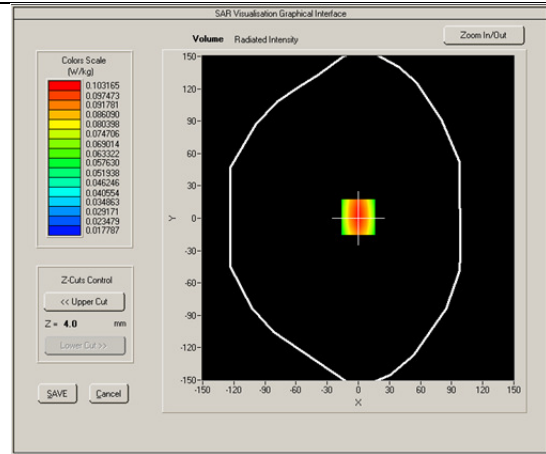 SAR Visualisation Graphical Interface
Volume Radiated Intensity
Zoom In/Out
Colors Scale
(W/kg)
0.103165
0.097473
0.091781
0.086090
0.080398
0.074706
0.069014
0.063322
0.057630
0.051938
0.046246
0.040554
0.034863
0.029171
0.023479
0.017787
Z-Cuts Control
<< Upper Cut
Z = 4.0 mm
Lower Cut >>
SAVE
Cancel
150
120
90
60
30
0
-30
-60
-90
-120
-150
Y
-150 -120 -90 -60 -30 0 30 60 90 120 150
X